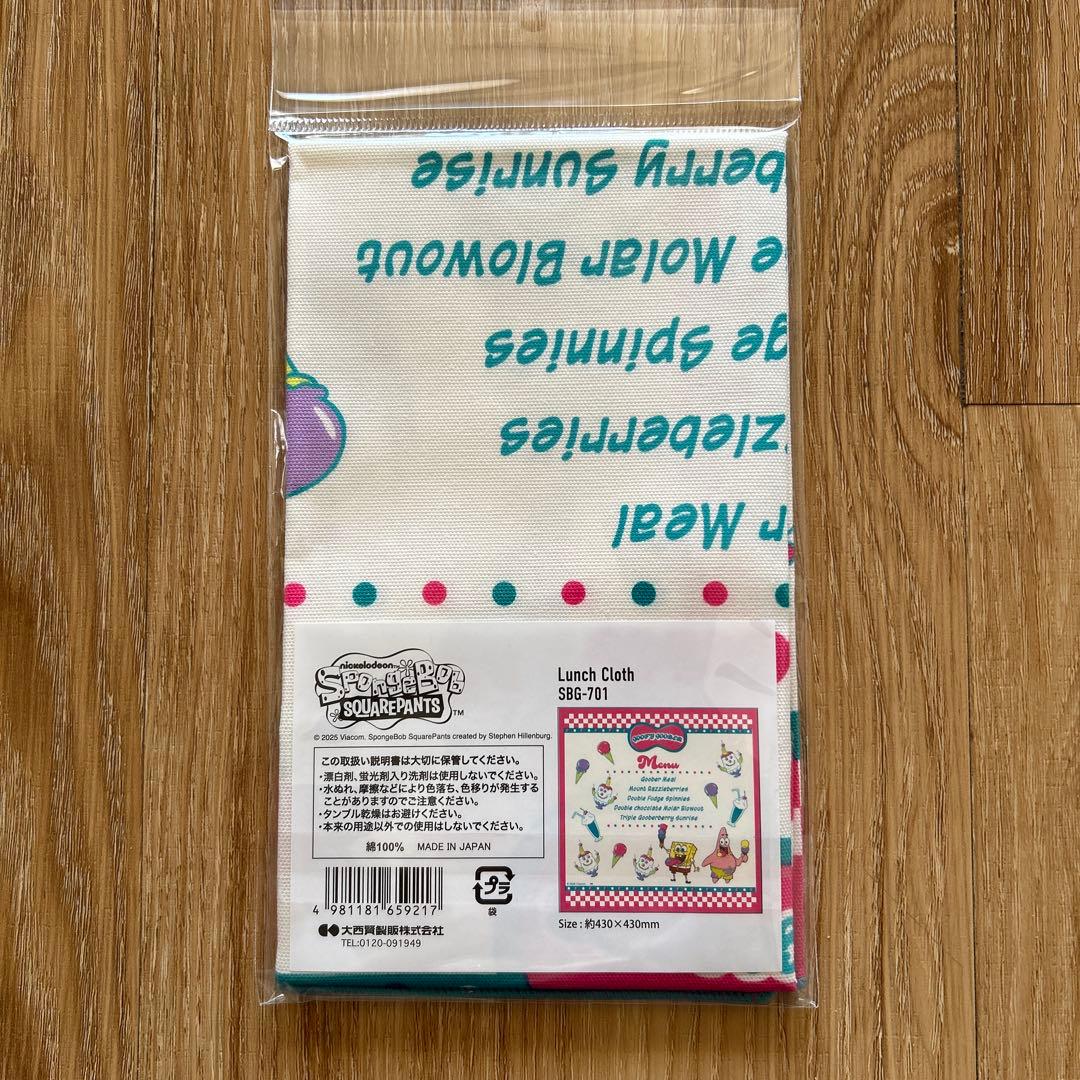 berry Sunrise
e Molar Blowout
ge Spinnies
zleberries
r Meal
nickelodeon™
SPONGEBOB
SQUAREPANTS™
© 2025 Viacom. SpongeBob SquarePants created by Stephen Hillenburg.
この取扱い説明書は大切に保管してください。
・漂白剤、蛍光剤入り洗剤は使用しないでください。
・水ぬれ、摩擦などにより色落ち、色移りが発生する
ことがありますのでご注意ください。
・タンブル乾燥はお避けください。
・本来の用途以外での使用はしないでください。
綿100% MADE IN JAPAN
4 981181 659217
大西賢製販株式会社
TEL:0120-091949
プラ
袋
Lunch Cloth
SBG-701
GOOFY GOOBER
Menu
Goober Meal
Mount Razzleberries
Double Fudge Spinnies
Double chocolate Molar Blowout
Triple Gooberberry Sunrise
Size : 約430×430mm